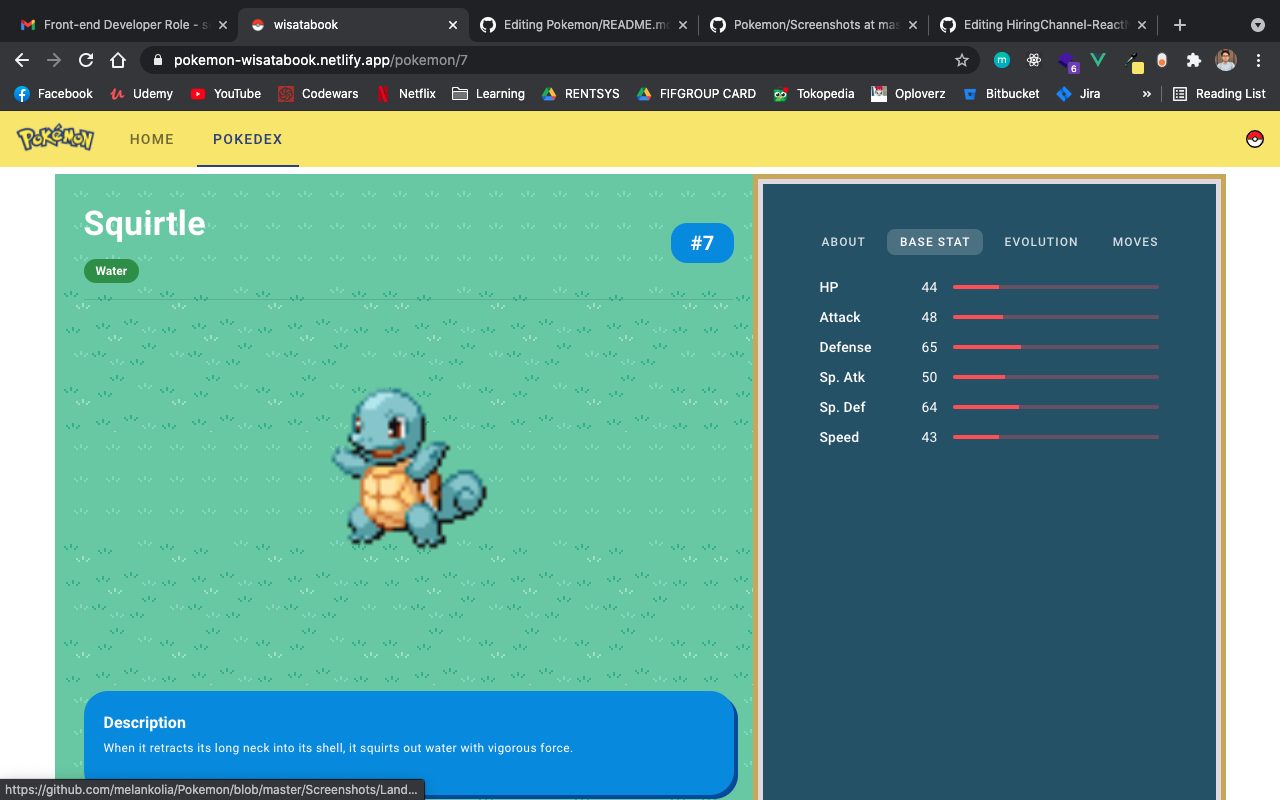 Front-end Developer Role - s
wisatabook
Editing Pokemon/README.mc
Pokemon/Screenshots at mas
Editing HiringChannel-React
pokemon-wisatabook.netlify.app/pokemon/7
m
6
Facebook
Udemy
YouTube
Codewars
Netflix
Learning
RENTSYS
FIFGROUP CARD
Tokopedia
Oploverz
Bitbucket
Jira
»
Reading List
POKéMON
HOME
POKEDEX
Squirtle
#7
Water
ABOUT
BASE STAT
EVOLUTION
MOVES
HP 44
Attack 48
Defense 65
Sp. Atk 50
Sp. Def 64
Speed 43
Description
When it retracts its long neck into its shell, it squirts out water with vigorous force.
https://github.com/melankolia/Pokemon/blob/master/Screenshots/Land...